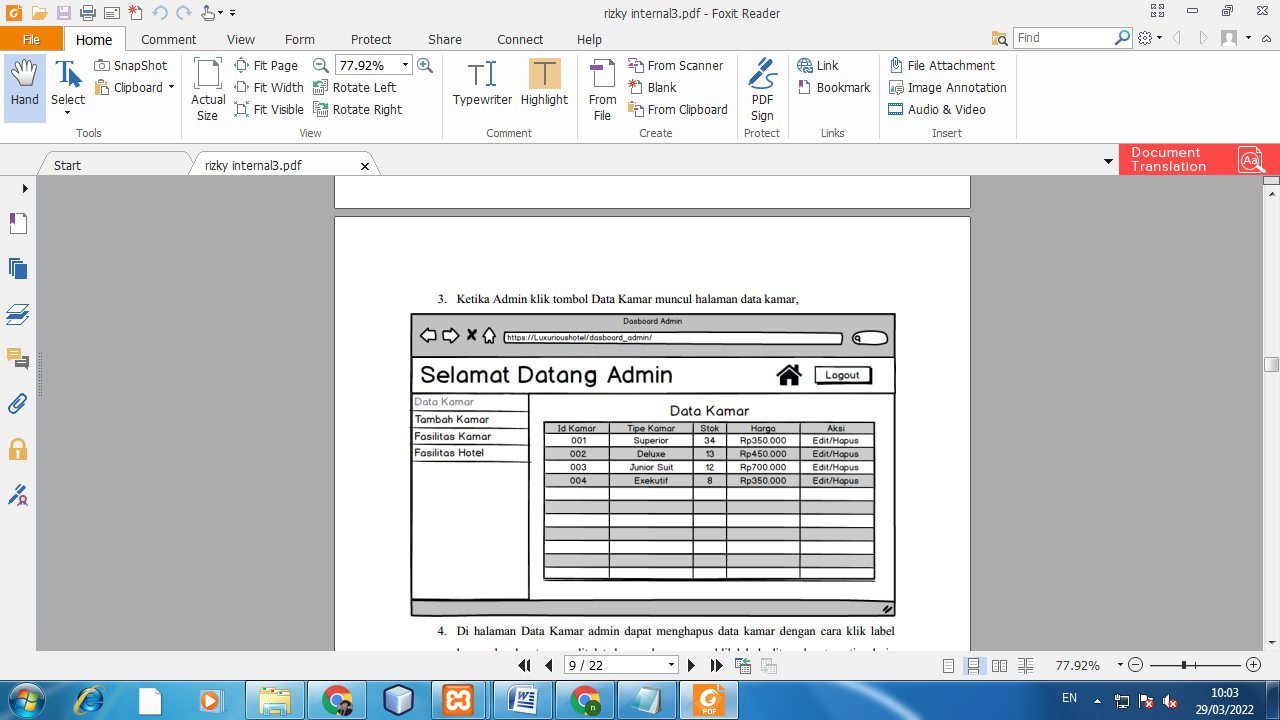 rizky internal3.pdf - Foxit Reader
File Home Comment View Form Protect Share Connect Help Find
Hand
Select
SnapShot
Clipboard
Tools
Actual Size
Fit Page
Fit Width
Fit Visible
77.92%
Rotate Left
Rotate Right
View
Typewriter
Highlight
Comment
From File
From Scanner
Blank
From Clipboard
Create
PDF Sign
Protect
Link
Bookmark
Links
File Attachment
Image Annotation
Audio & Video
Insert
Start
rizky internal3.pdf
Document
Translation
3. Ketika Admin klik tombol Data Kamar muncul halaman data kamar,
Dasboard Admin
https://Luxurioushotel/dasboard_admin/
Selamat Datang Admin
Logout
Data Kamar
Tambah Kamar
Fasilitas Kamar
Fasilitas Hotel
Data Kamar
Id Kamar Tipe Kamar Stok Harga Aksi
001 Superior 34 Rp350.000 Edit/Hapus
002 Deluxe 13 Rp450.000 Edit/Hapus
003 Junior Suit 12 Rp700.000 Edit/Hapus
004 Exekutif 8 Rp350.000 Edit/Hapus
4. Di halaman Data Kamar admin dapat menghapus data kamar dengan cara klik label
9 / 22
77.92%
EN
10:03
29/03/2022